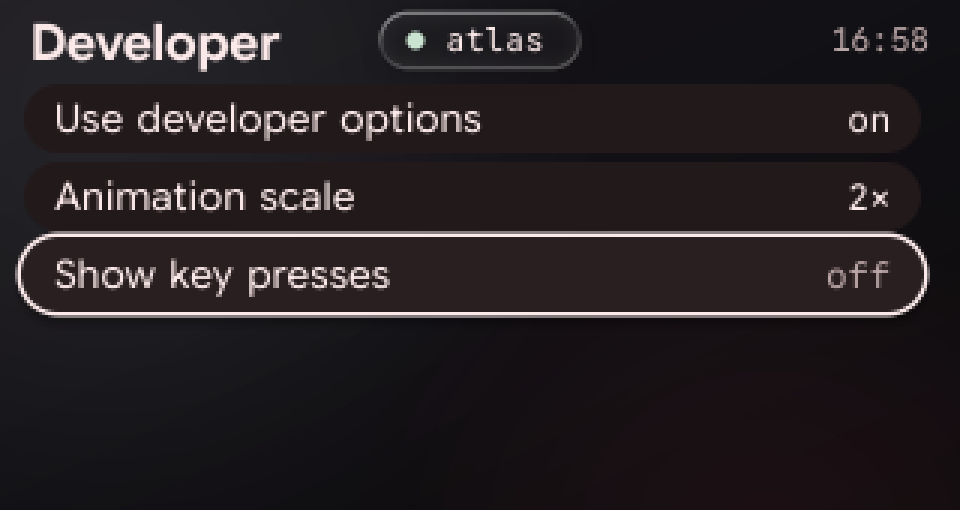 Developer atlas 16:58
Use developer options on
Animation scale 2×
Show key presses off